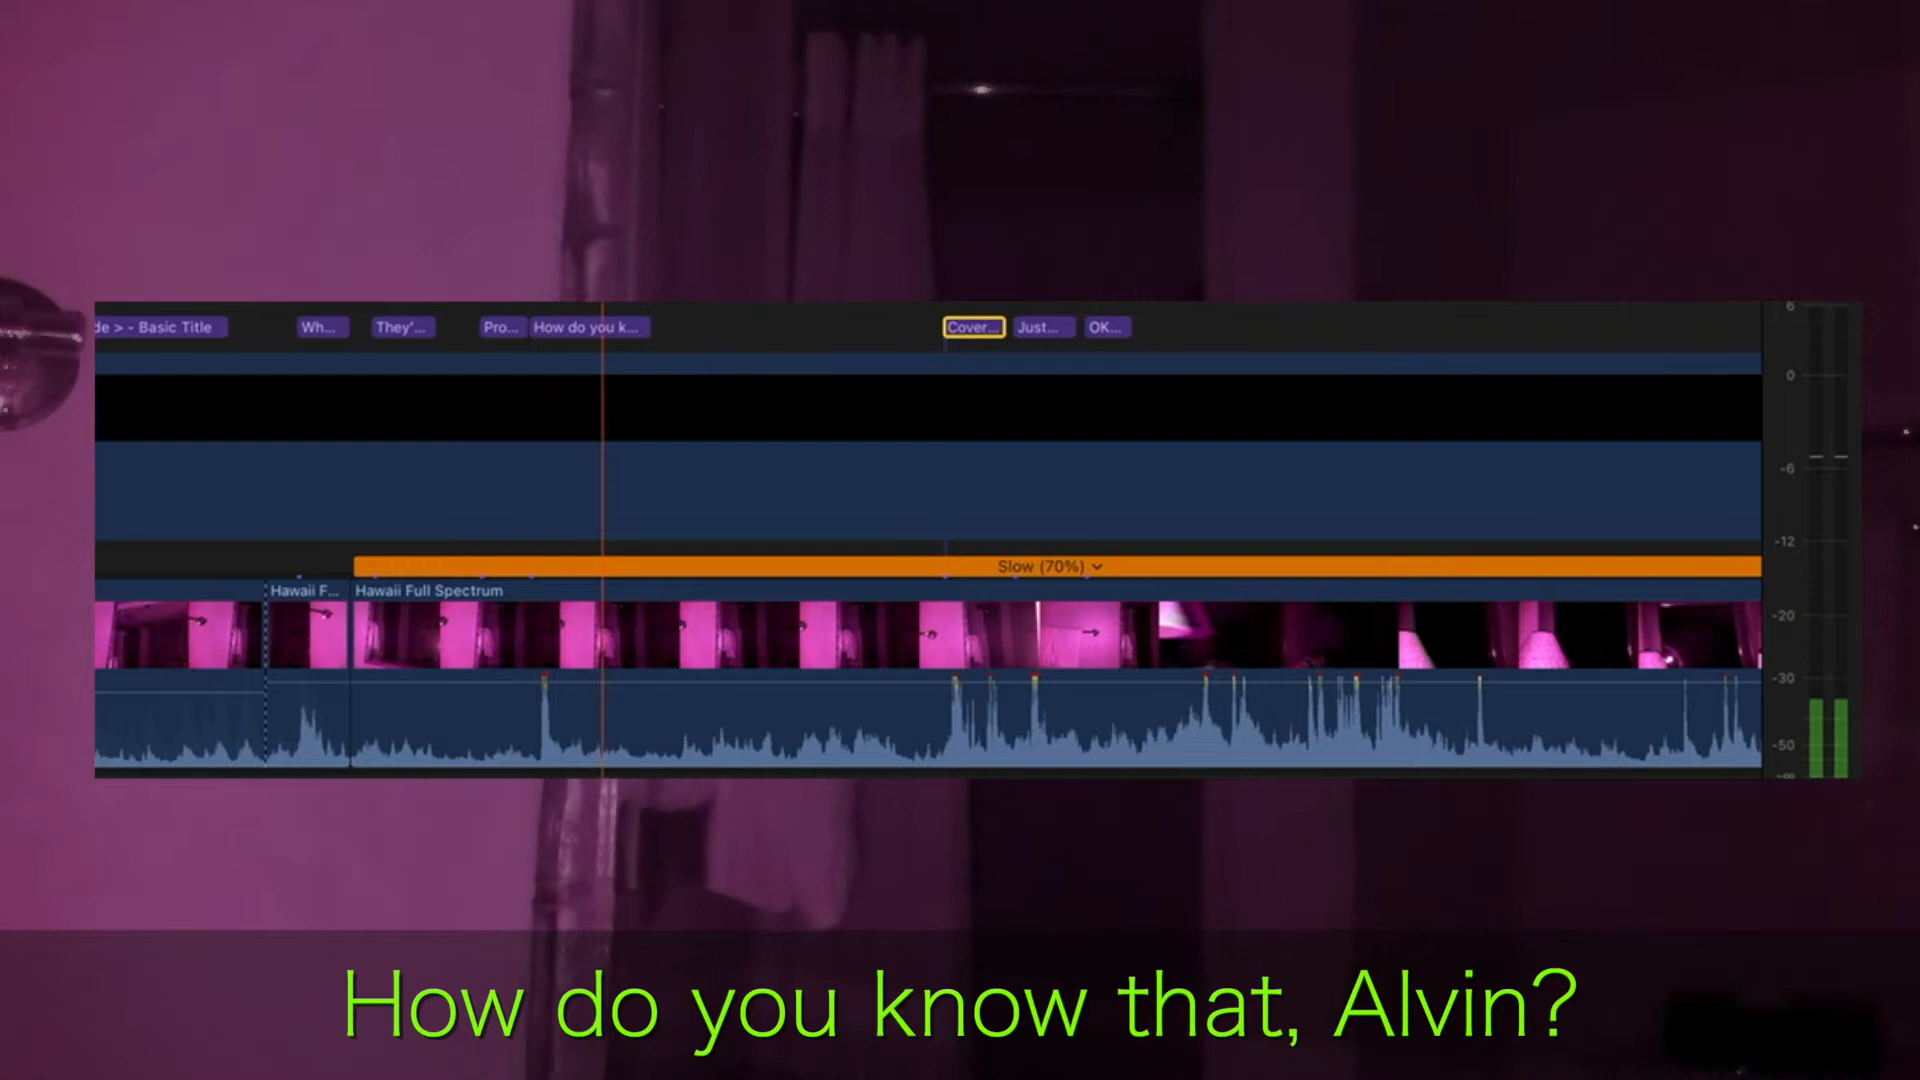 de > - Basic Title Wh... They'... Pro... How do you k... Cover... Just... OK...
6
0
-6
-12
Slow (70%)
Hawaii F... Hawaii Full Spectrum
-20
-30
-50
-∞
How do you know that, Alvin?